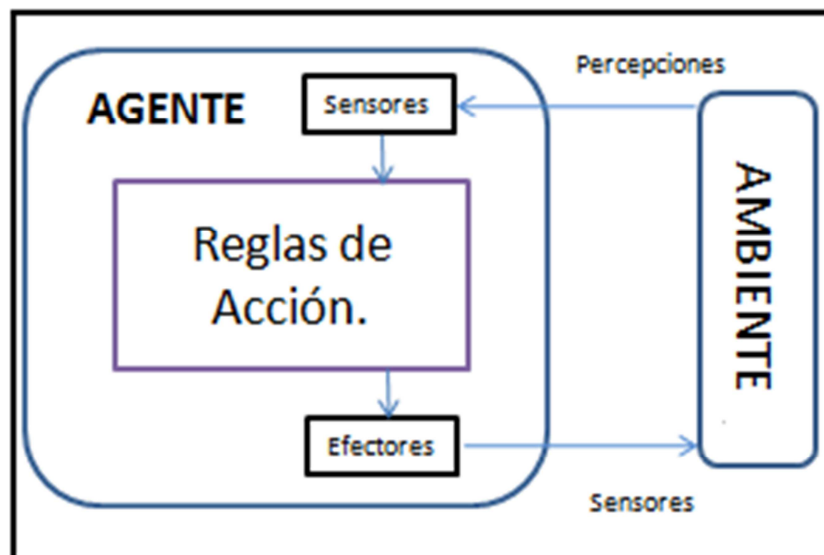 Percepciones
AGENTE
Sensores
Reglas de
Acción.
AMBIENTE
Efectores
Sensores